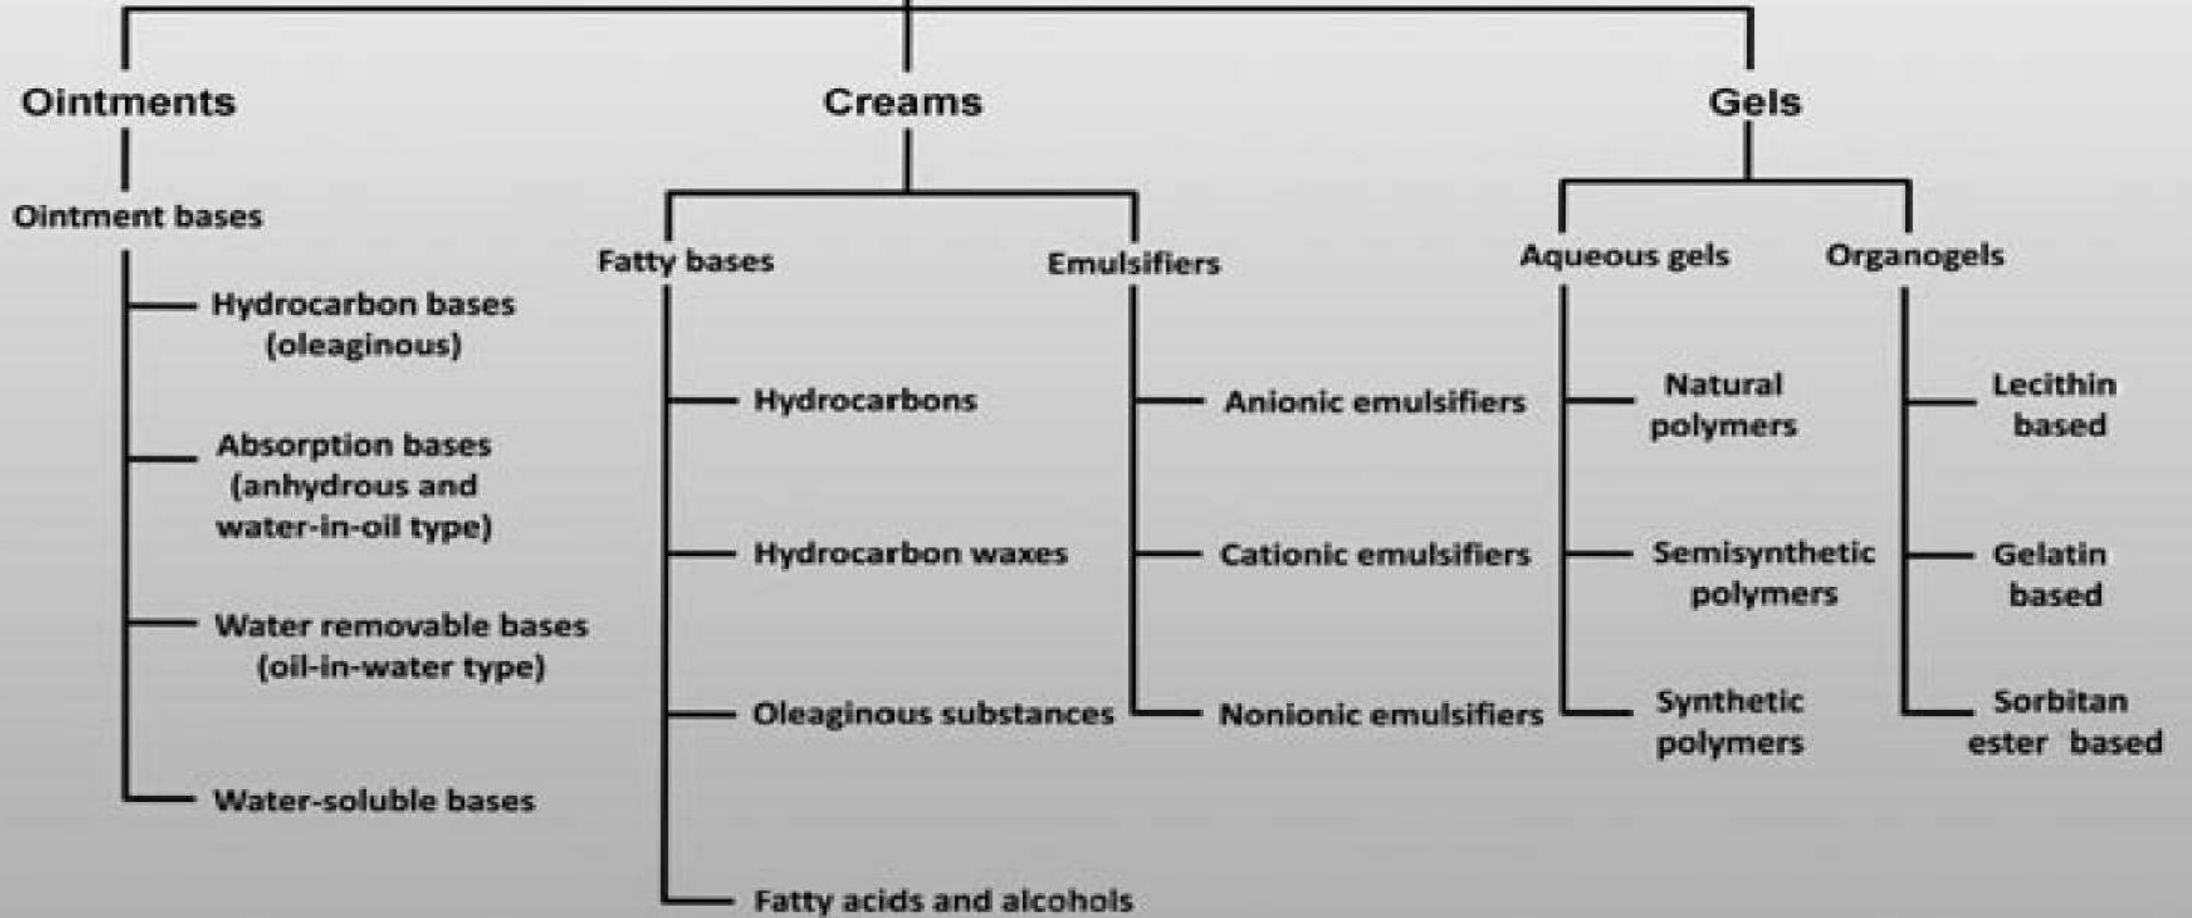 Ointments
Creams
Gels
Ointment bases
Hydrocarbon bases
(oleaginous)
Absorption bases
(anhydrous and
water-in-oil type)
Water removable bases
(oil-in-water type)
Water-soluble bases
Fatty bases
Hydrocarbons
Hydrocarbon waxes
Oleaginous substances
Fatty acids and alcohols
Emulsifiers
Anionic emulsifiers
Cationic emulsifiers
Nonionic emulsifiers
Aqueous gels
Natural
polymers
Semisynthetic
polymers
Synthetic
polymers
Organogels
Lecithin
based
Gelatin
based
Sorbitan
ester based